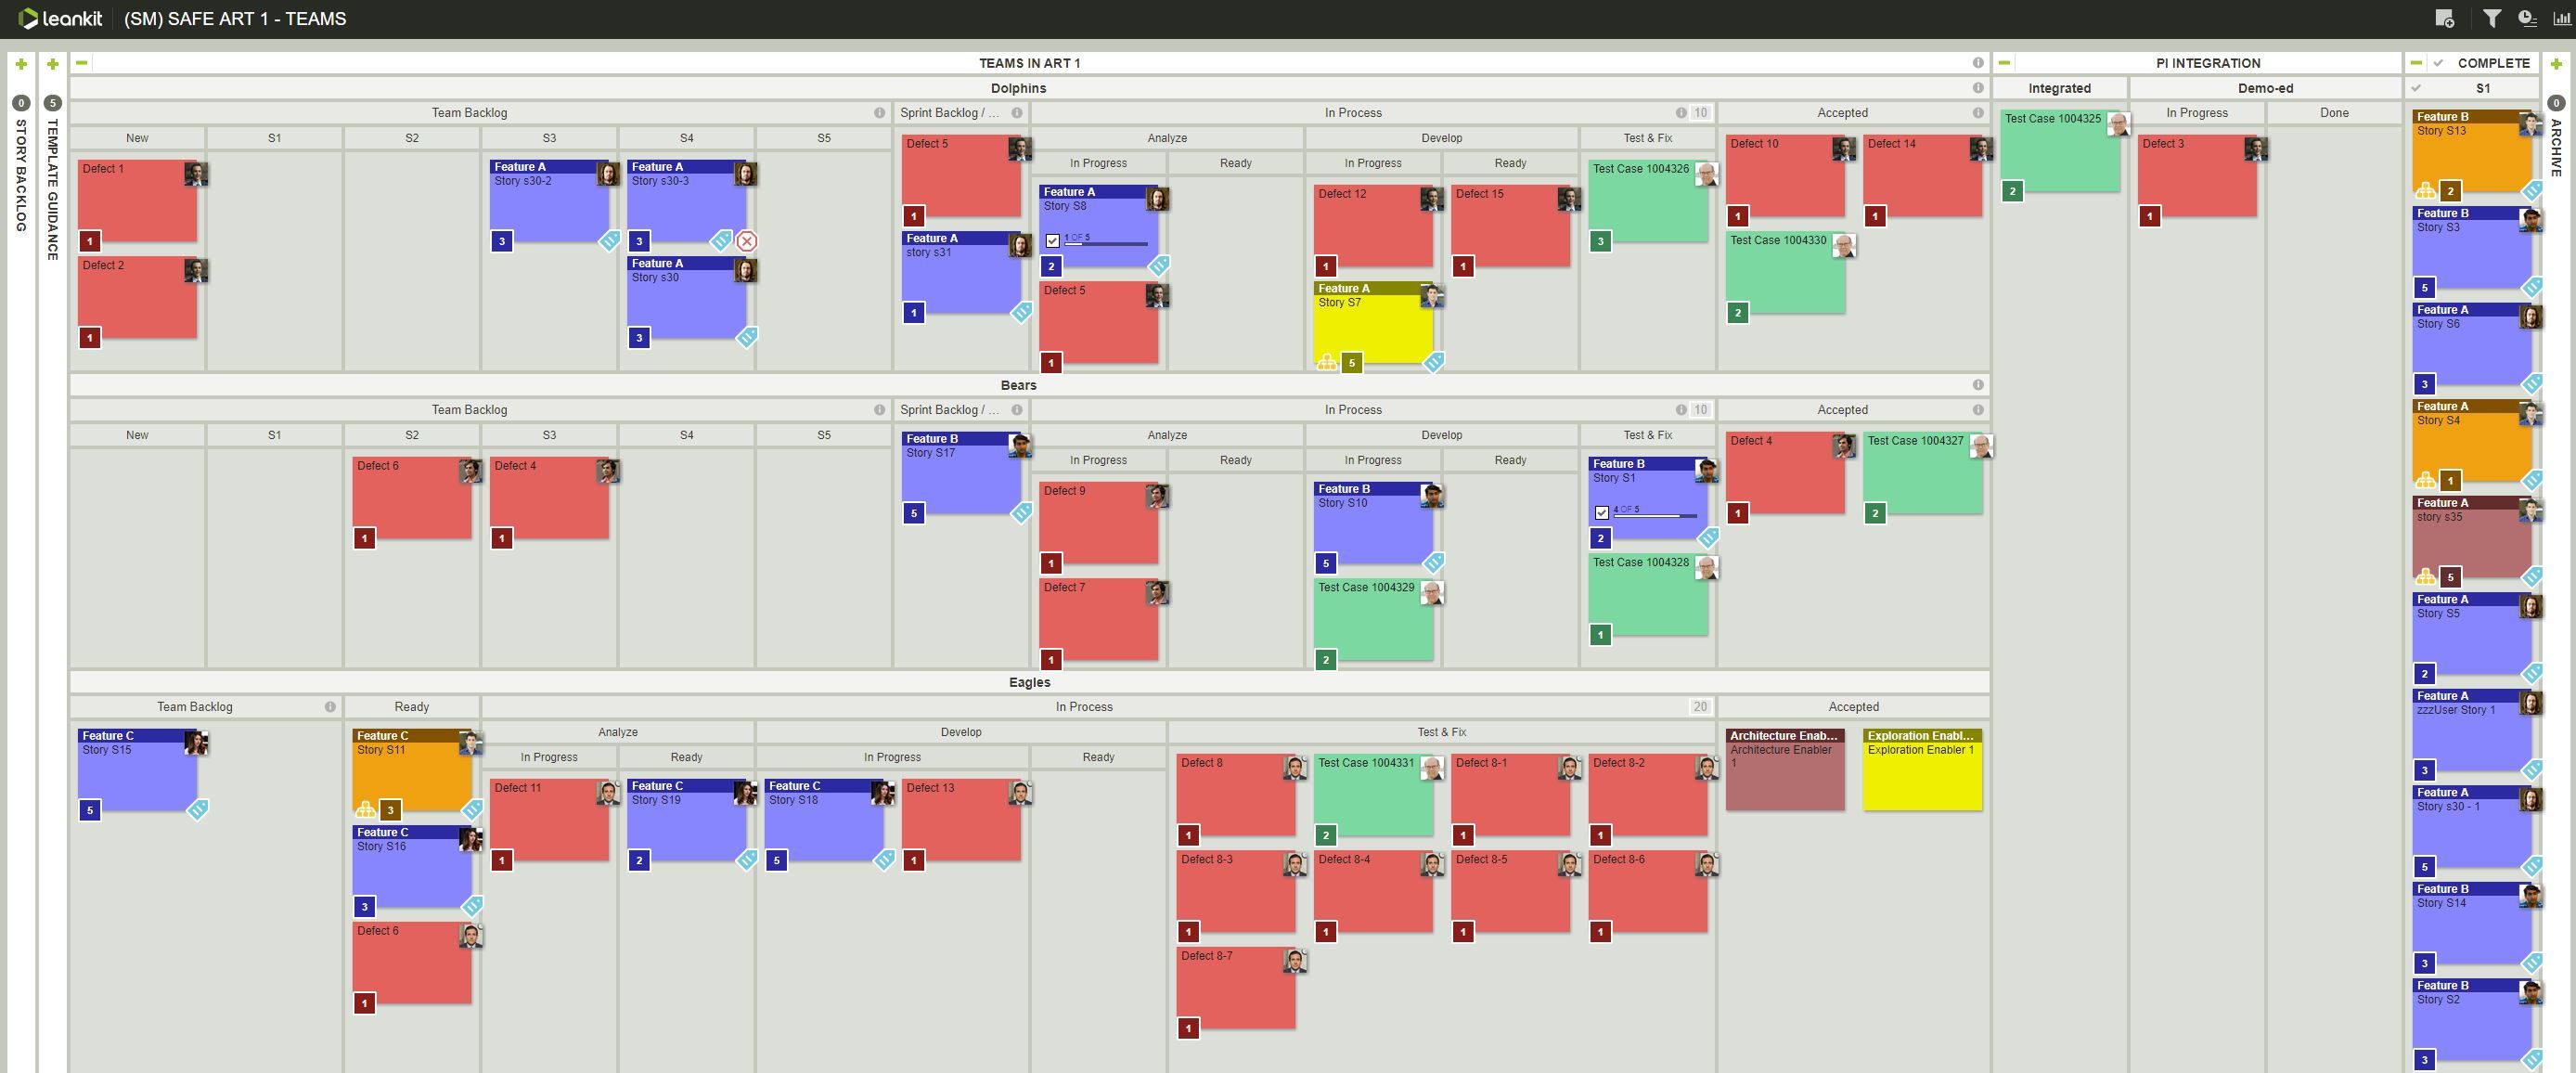 leankit
(SM) SAFE ART 1 - TEAMS
TEAMS IN ART 1
PI INTEGRATION
COMPLETE
0
STORY BACKLOG
5
TEMPLATE GUIDANCE
Dolphins
Integrated
Demo-ed
S1
Team Backlog
Sprint Backlog / ...
In Process
10
Accepted
In Progress
Done
New
S1
S2
S3
S4
S5
Analyze
Develop
Test & Fix
In Progress
Ready
In Progress
Ready
Defect 1
1
Defect 2
1
Feature A
Story s30-2
3
Feature A
Story s30-3
3
Feature A
Story s30
3
Defect 5
1
Feature A
story s31
1
Feature A
Story S8
1 OF 5
2
Defect 5
1
Defect 12
1
Feature A
Story S7
5
Defect 15
1
Test Case 1004326
3
Defect 10
1
Defect 14
1
Test Case 1004330
2
Test Case 1004325
2
Defect 3
1
Bears
Team Backlog
Sprint Backlog / ...
In Process
10
Accepted
New
S1
S2
S3
S4
S5
Analyze
Develop
Test & Fix
In Progress
Ready
In Progress
Ready
Defect 6
1
Defect 4
1
Feature B
Story S17
5
Defect 9
1
Defect 7
1
Feature B
Story S10
5
Test Case 1004329
2
Feature B
Story S1
4 OF 5
2
Test Case 1004328
1
Defect 4
1
Test Case 1004327
2
Eagles
Team Backlog
Ready
In Process
20
Accepted
Analyze
Develop
Test & Fix
In Progress
Ready
In Progress
Ready
Feature C
Story S15
5
Feature C
Story S11
3
Feature C
Story S16
3
Defect 6
1
Defect 11
1
Feature C
Story S19
2
Feature C
Story S18
5
Defect 13
1
Defect 8
1
Test Case 1004331
2
Defect 8-1
1
Defect 8-2
1
Defect 8-3
1
Defect 8-4
1
Defect 8-5
1
Defect 8-6
1
Defect 8-7
1
Architecture Enab...
Architecture Enabler
1
Exploration Enabl...
Exploration Enabler 1
Feature B
Story S13
2
Feature B
Story S3
5
Feature A
Story S6
3
Feature A
Story S4
1
Feature A
story s35
5
Feature A
Story S5
2
Feature A
zzzUser Story 1
3
Feature A
Story s30 - 1
5
Feature B
Story S14
3
Feature B
Story S2
3
0
ARCHIVE